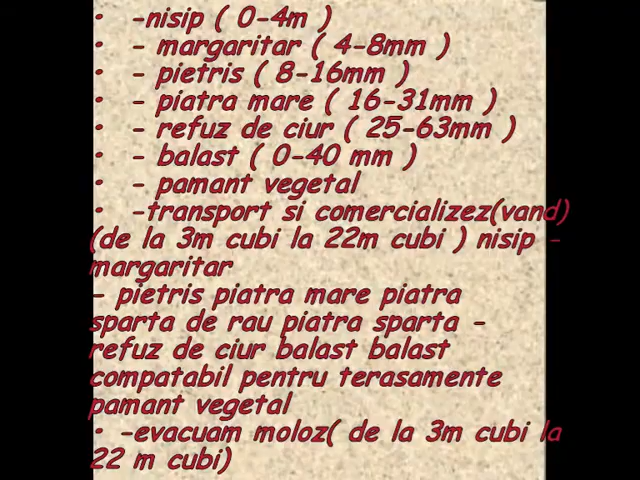 • -nisip ( 0-4m )
• - margaritar ( 4-8mm )
• - pietris ( 8-16mm )
• - piatra mare ( 16-31mm )
• - refuz de ciur ( 25-63mm )
• - balast ( 0-40 mm )
• - pamant vegetal
• -transport si comercializez(vand)
(de la 3m cubi la 22m cubi ) nisip -
margaritar
- pietris piatra mare piatra
sparta de rau piatra sparta -
refuz de ciur balast balast
compatabil pentru terasamente
pamant vegetal
• -evacuam moloz( de la 3m cubi la
22 m cubi)